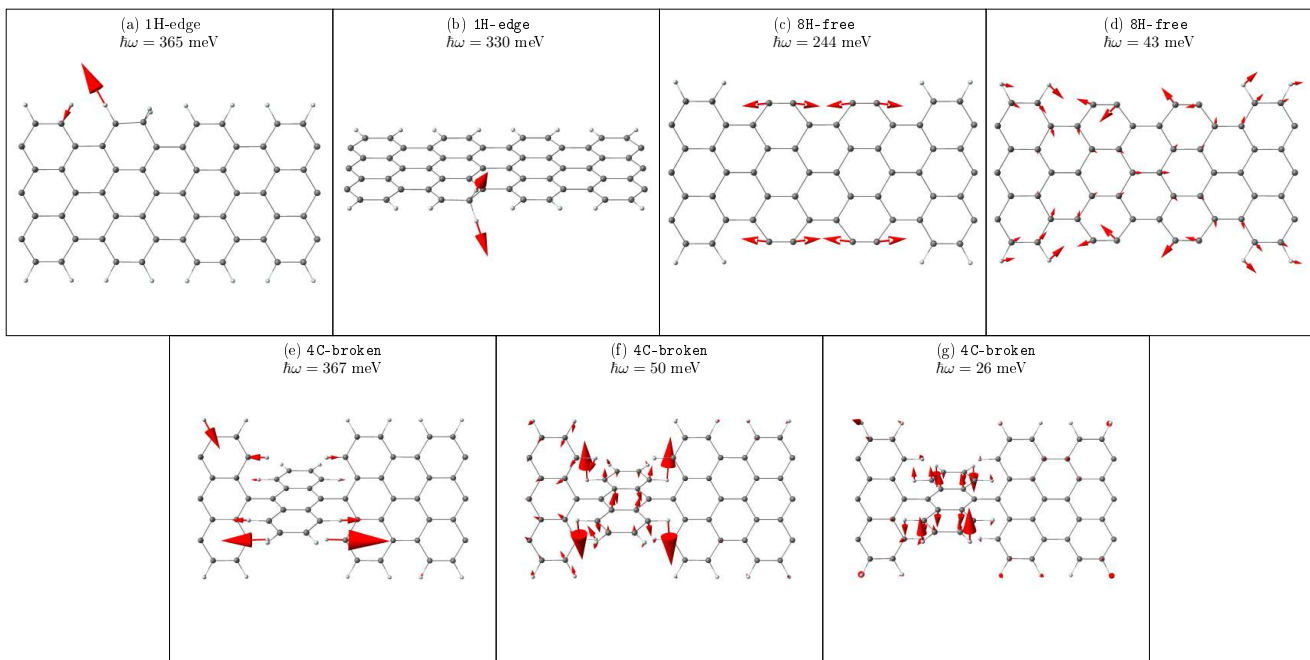 (a) 1H-edge
ħω = 365 meV
(b) 1H-edge
ħω = 330 meV
(c) 8H-free
ħω = 244 meV
(d) 8H-free
ħω = 43 meV
(e) 4C-broken
ħω = 367 meV
(f) 4C-broken
ħω = 50 meV
(g) 4C-broken
ħω = 26 meV